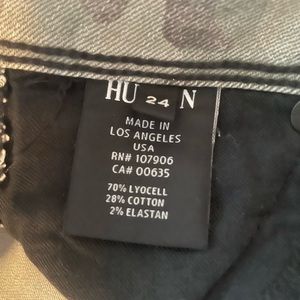 HU 24 N
MADE IN
LOS ANGELES
USA
RN# 107906
CA# 00635
70% LYOCELL
28% COTTON
2% ELASTAN